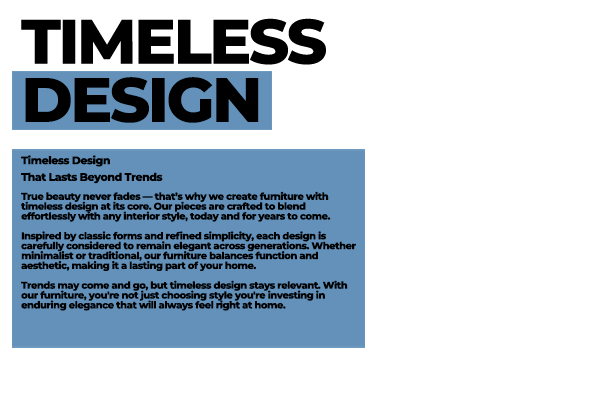 TIMELESS
DESIGN
Timeless Design
That Lasts Beyond Trends
True beauty never fades — that's why we create furniture with
timeless design at its core. Our pieces are crafted to blend
effortlessly with any interior style, today and for years to come.
Inspired by classic forms and refined simplicity, each design is
carefully considered to remain elegant across generations. Whether
minimalist or traditional, our furniture balances function and
aesthetic, making it a lasting part of your home.
Trends may come and go, but timeless design stays relevant. With
our furniture, you're not just choosing style you're investing in
enduring elegance that will always feel right at home.